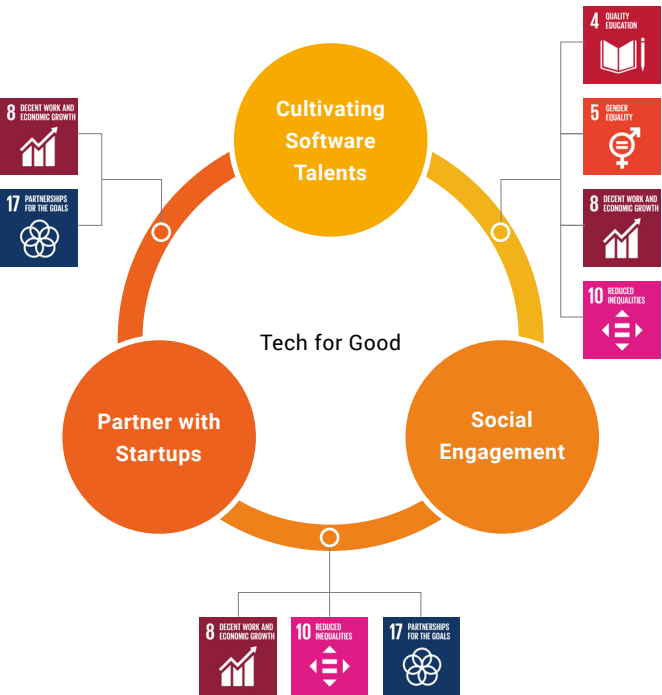 4 QUALITY
EDUCATION
8 DECENT WORK AND
ECONOMIC GROWTH
Cultivating
Software
Talents
5 GENDER
EQUALITY
17 PARTNERSHIPS
FOR THE GOALS
8 DECENT WORK AND
ECONOMIC GROWTH
10 REDUCED
INEQUALITIES
Tech for Good
Partner with
Startups
Social
Engagement
8 DECENT WORK AND
ECONOMIC GROWTH
10 REDUCED
INEQUALITIES
17 PARTNERSHIPS
FOR THE GOALS